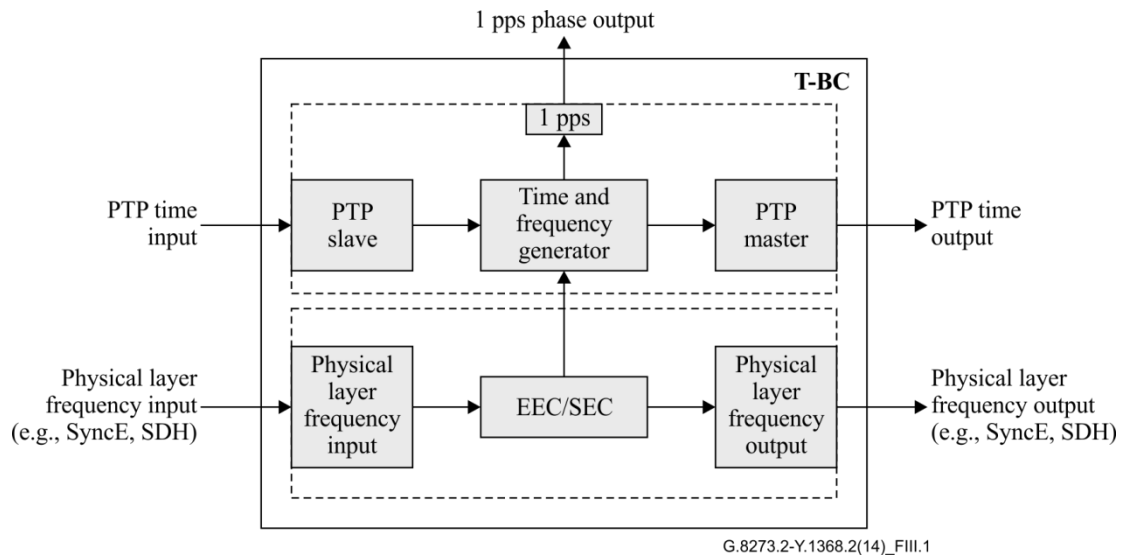 1 pps phase output
T-BC
1 pps
PTP time
input
PTP
slave
Time and
frequency
generator
PTP
master
PTP time
output
Physical layer
frequency input
(e.g., SyncE, SDH)
Physical
layer
frequency
input
EEC/SEC
Physical
layer
frequency
output
Physical layer
frequency output
(e.g., SyncE, SDH)
G.8273.2-Y.1368.2(14)_FIII.1